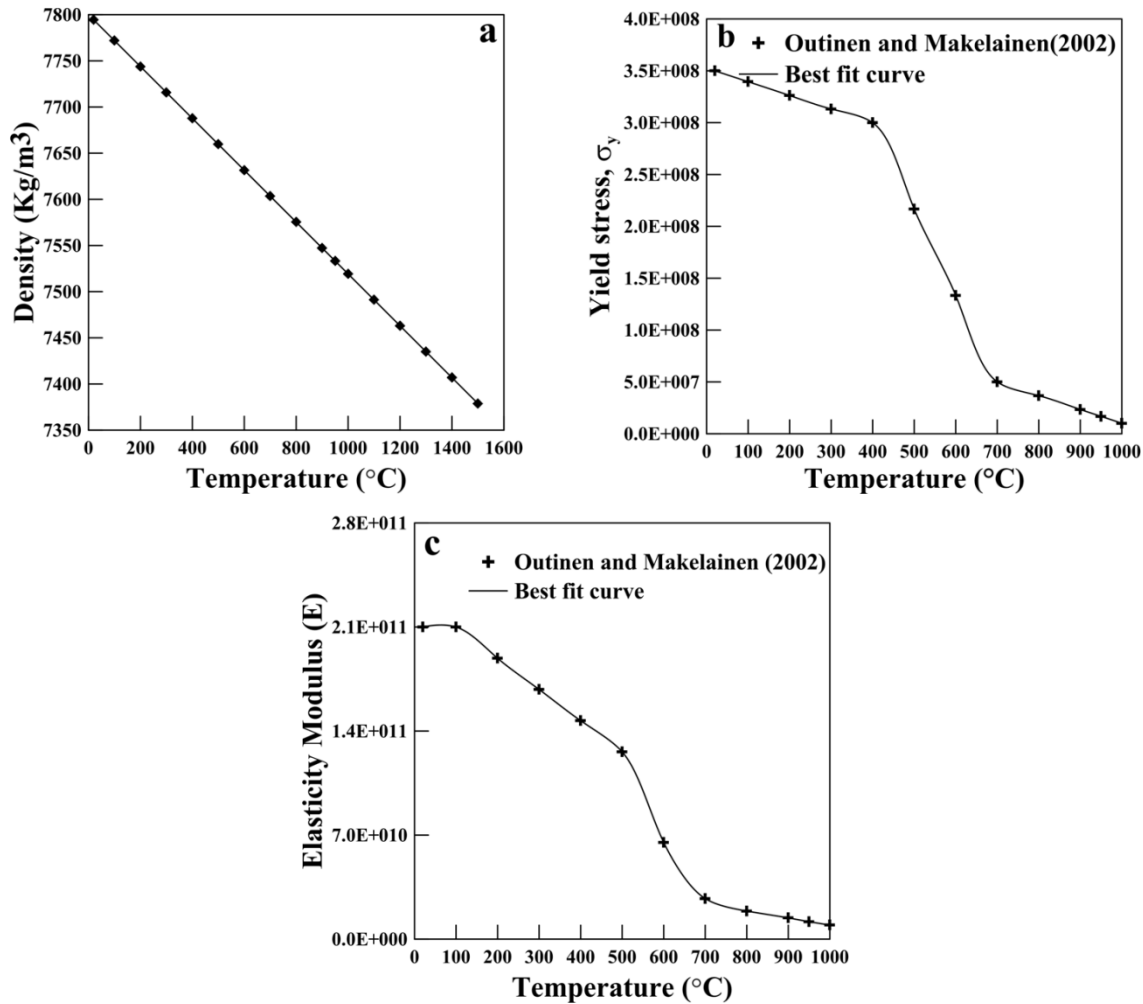 a
7800
7750
7700
7650
7600
7550
7500
7450
7400
7350
Density (Kg/m3)
0 200 400 600 800 1000 1200 1400 1600
Temperature (°C)
b
Outinen and Makelainen(2002)
Best fit curve
4.0E+008
3.5E+008
3.0E+008
2.5E+008
2.0E+008
1.5E+008
1.0E+008
5.0E+007
0.0E+000
Yield stress, σy
0 100 200 300 400 500 600 700 800 900 1000
Temperature (°C)
c
Outinen and Makelainen (2002)
Best fit curve
2.8E+011
2.1E+011
1.4E+011
7.0E+010
0.0E+000
Elasticity Modulus (E)
0 100 200 300 400 500 600 700 800 900 1000
Temperature (°C)